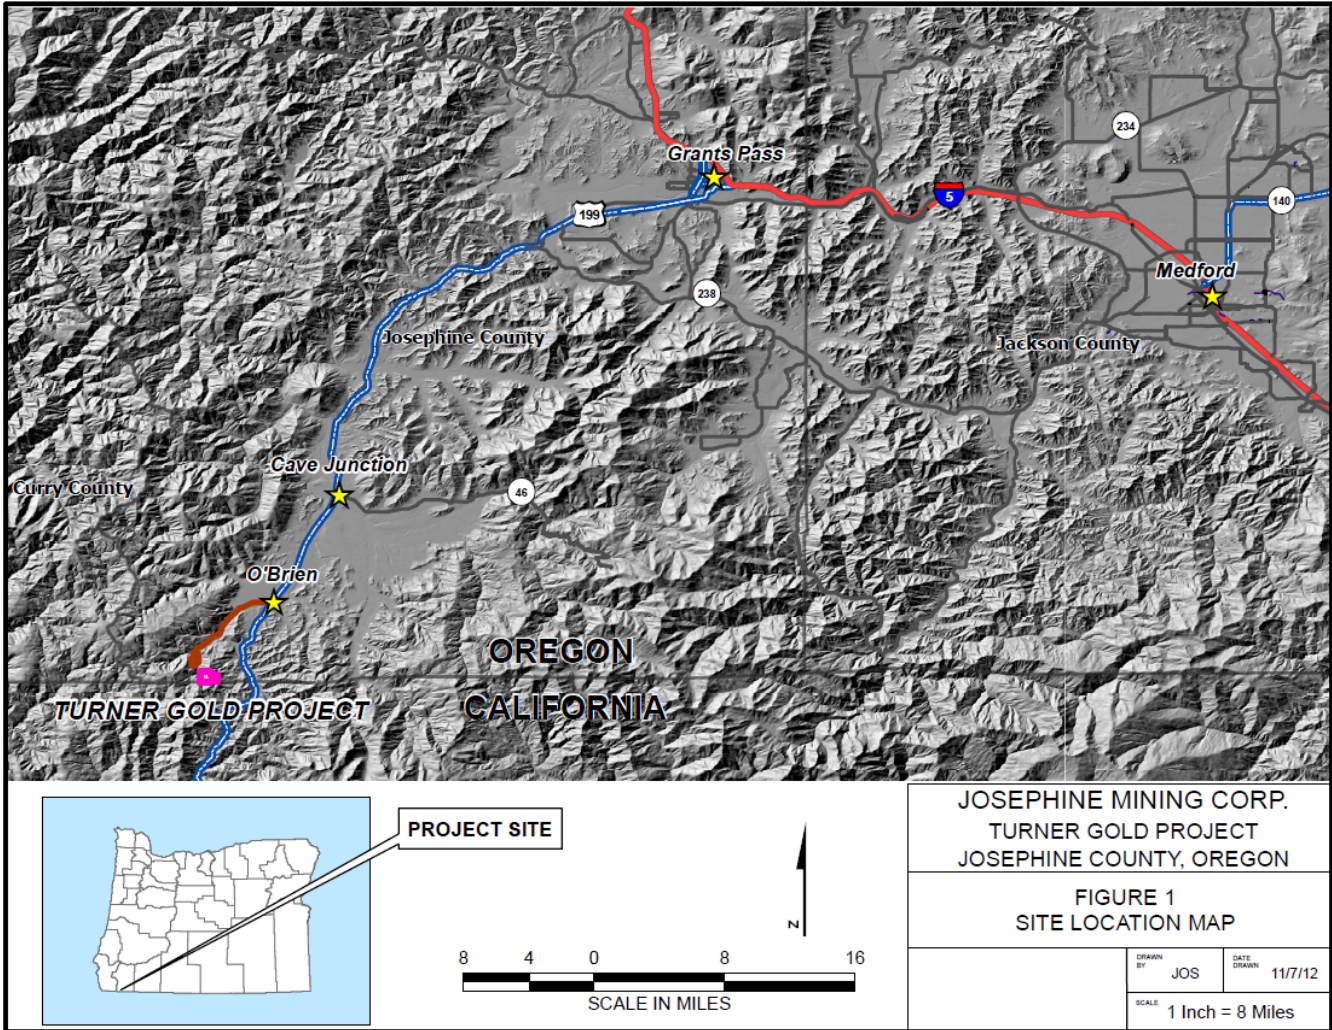 Grants Pass
234
5
199
140
Medford
238
Josephine County
Jackson County
Cave Junction
Curry County
46
O'Brien
OREGON
CALIFORNIA
TURNER GOLD PROJECT
PROJECT SITE
N
8 4 0 8 16
SCALE IN MILES
JOSEPHINE MINING CORP.
TURNER GOLD PROJECT
JOSEPHINE COUNTY, OREGON
FIGURE 1
SITE LOCATION MAP
DRAWN
BY
JOS
DATE
DRAWN
11/7/12
SCALE
1 Inch = 8 Miles